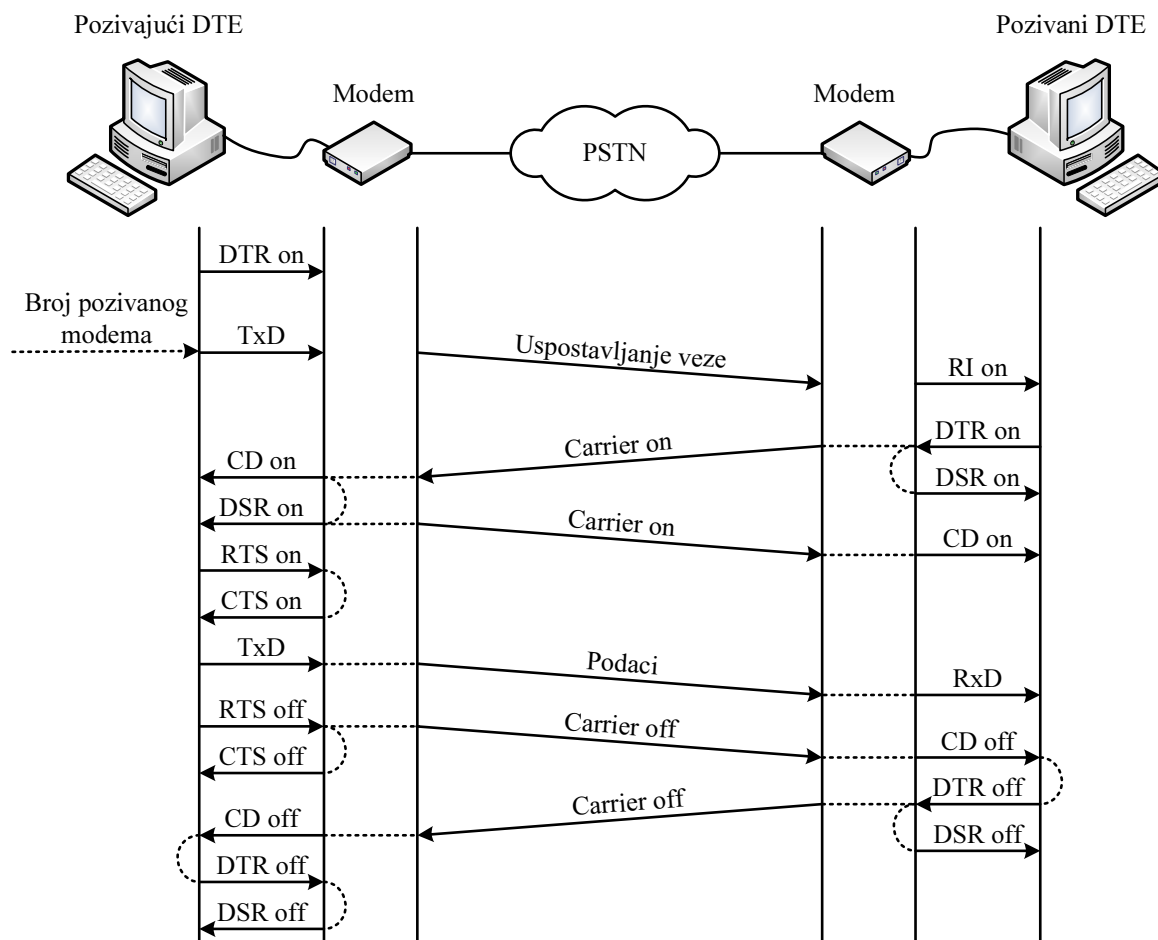 Pozivajući DTE
Pozivani DTE
Modem
Modem
PSTN
DTR on
Broj pozivanog
modema
TxD
Uspostavljanje veze
RI on
DTR on
Carrier on
CD on
DSR on
DSR on
Carrier on
CD on
RTS on
CTS on
TxD
Podaci
RxD
RTS off
Carrier off
CD off
CTS off
DTR off
Carrier off
CD off
DSR off
DTR off
DSR off